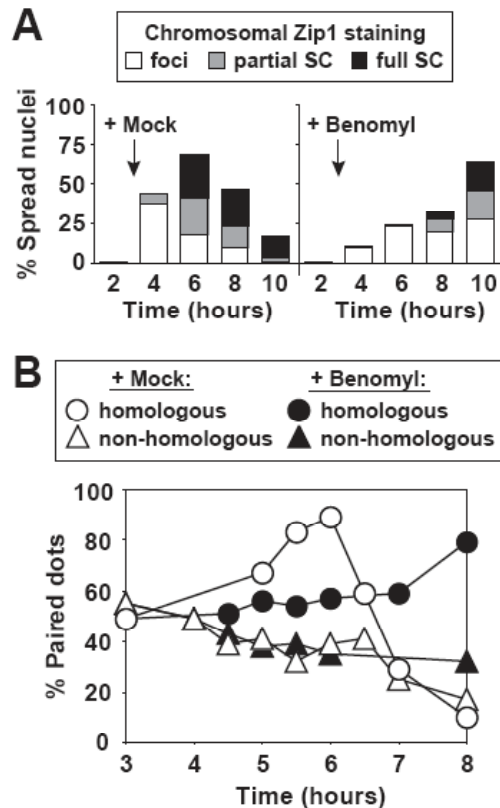 A
Chromosomal Zip1 staining
foci partial SC full SC
% Spread nuclei
100
75
50
25
0
+ Mock
+ Benomyl
2 4 6 8 10 2 4 6 8 10
Time (hours) Time (hours)
B
+ Mock: + Benomyl:
homologous homologous
non-homologous non-homologous
% Paired dots
100
80
60
40
20
0
3 4 5 6 7 8
Time (hours)